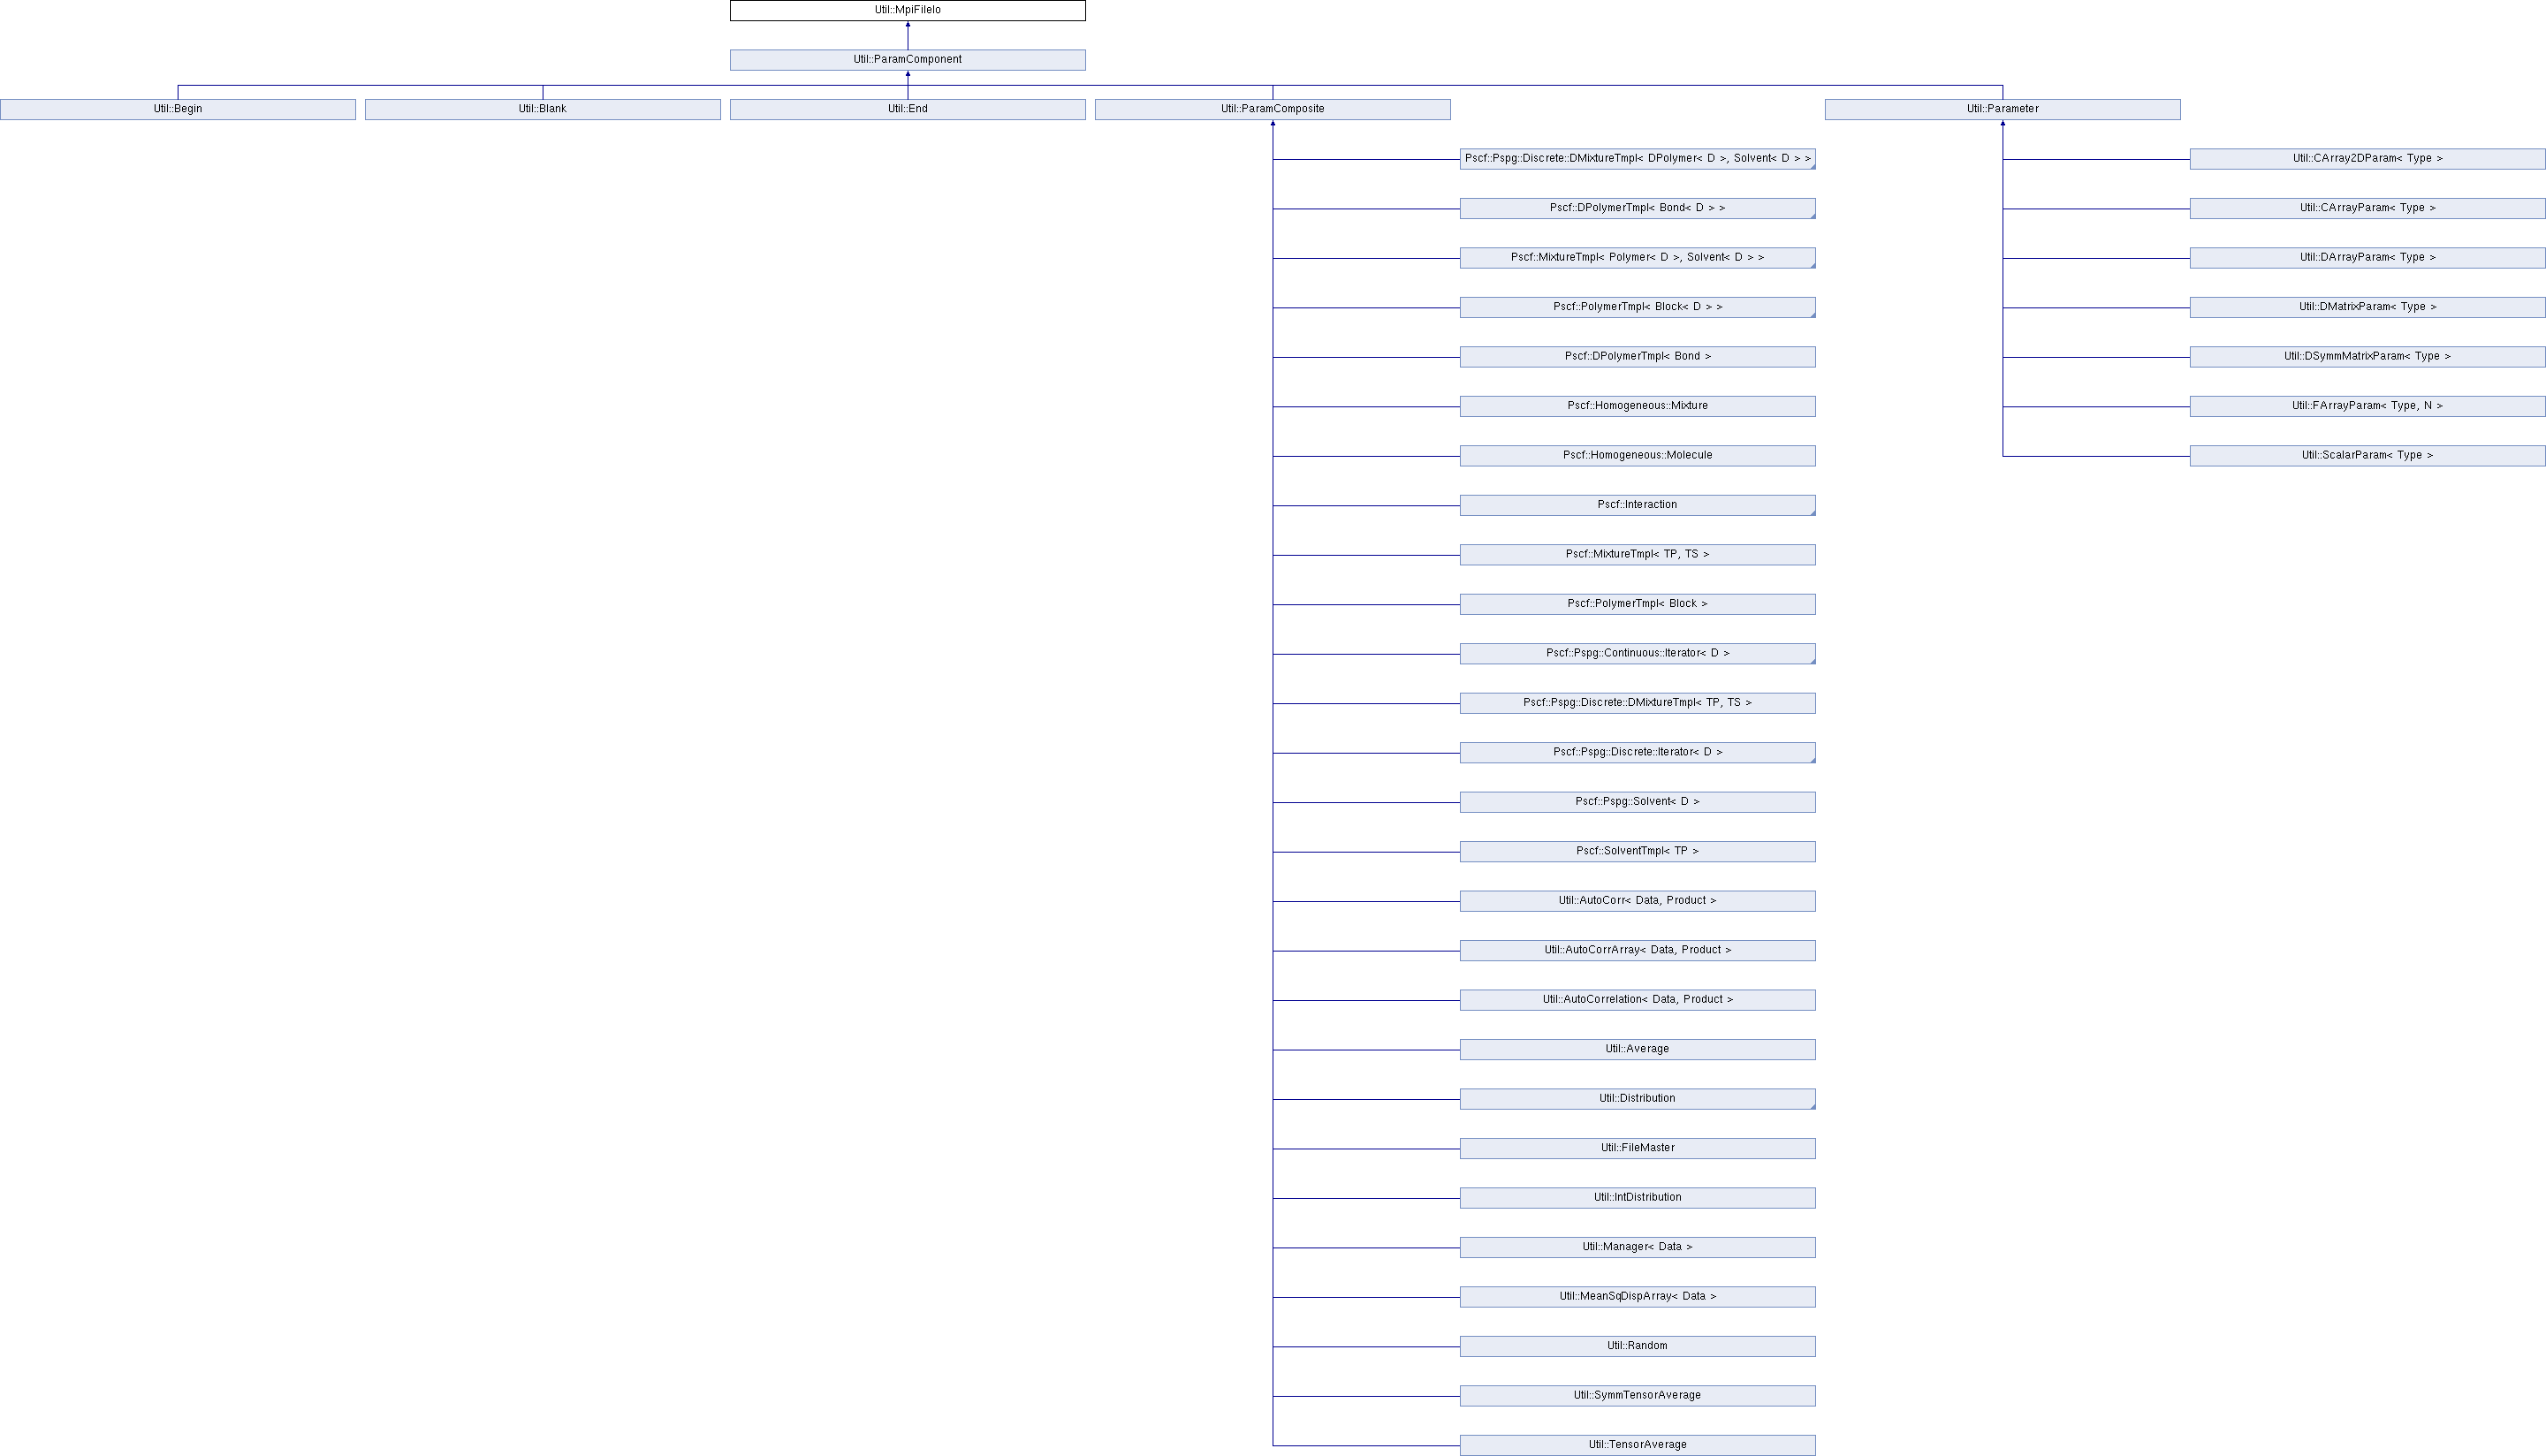 Util::MpiFileIo
Util::ParamComponent
Util::Begin
Util::Blank
Util::End
Util::ParamComposite
Util::Parameter
Pscf::Pspg::Discrete::DMixtureTmpl< DPolymer< D >, Solvent< D > >
Util::CArray2DParam< Type >
Pscf::DPolymerTmpl< Bond< D > >
Util::CArrayParam< Type >
Pscf::MixtureTmpl< Polymer< D >, Solvent< D > >
Util::DArrayParam< Type >
Pscf::PolymerTmpl< Block< D > >
Util::DMatrixParam< Type >
Pscf::DPolymerTmpl< Bond >
Util::DSymmMatrixParam< Type >
Pscf::Homogeneous::Mixture
Util::FArrayParam< Type, N >
Pscf::Homogeneous::Molecule
Util::ScalarParam< Type >
Pscf::Interaction
Pscf::MixtureTmpl< TP, TS >
Pscf::PolymerTmpl< Block >
Pscf::Pspg::Continuous::Iterator< D >
Pscf::Pspg::Discrete::DMixtureTmpl< TP, TS >
Pscf::Pspg::Discrete::Iterator< D >
Pscf::Pspg::Solvent< D >
Pscf::SolventTmpl< TP >
Util::AutoCorr< Data, Product >
Util::AutoCorrArray< Data, Product >
Util::AutoCorrelation< Data, Product >
Util::Average
Util::Distribution
Util::FileMaster
Util::IntDistribution
Util::Manager< Data >
Util::MeanSqDispArray< Data >
Util::Random
Util::SymmTensorAverage
Util::TensorAverage